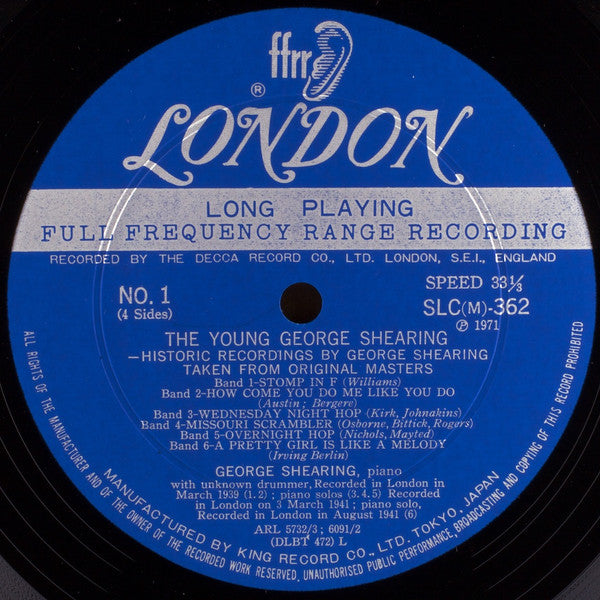 ffrr
®
LONDON
LONG PLAYING
FULL FREQUENCY RANGE RECORDING
RECORDED BY THE DECCA RECORD CO., LTD. LONDON, S.E.I., ENGLAND
NO. 1
(4 Sides)
SPEED 33⅓
SLC(M)-362
℗ 1971
THE YOUNG GEORGE SHEARING
—HISTORIC RECORDINGS BY GEORGE SHEARING
TAKEN FROM ORIGINAL MASTERS
Band 1-STOMP IN F (Williams)
Band 2-HOW COME YOU DO ME LIKE YOU DO
(Austin ; Bergere)
Band 3-WEDNESDAY NIGHT HOP (Kirk, Johnakins)
Band 4-MISSOURI SCRAMBLER (Osborne, Bittick, Rogers)
Band 5-OVERNIGHT HOP (Nichols, Mayted)
Band 6-A PRETTY GIRL IS LIKE A MELODY
(Irving Berlin)
GEORGE SHEARING, piano
with unknown drummer, Recorded in London in
March 1939 (1.2) ; piano solos (3.4.5) Recorded
in London on 3 March 1941 ; piano solo,
Recorded in London in August 1941 (6)
ARL 5732/3 ; 6091/2
(DLBT 472) L
MANUFACTURED BY KING RECORD CO., LTD. TOKYO, JAPAN
ALL RIGHTS OF THE MANUFACTURER AND OF THE OWNER OF THE RECORDED WORK RESERVED, UNAUTHORISED PUBLIC PERFORMANCE, BROADCASTING AND COPYING OF THIS RECORD PROHIBITED